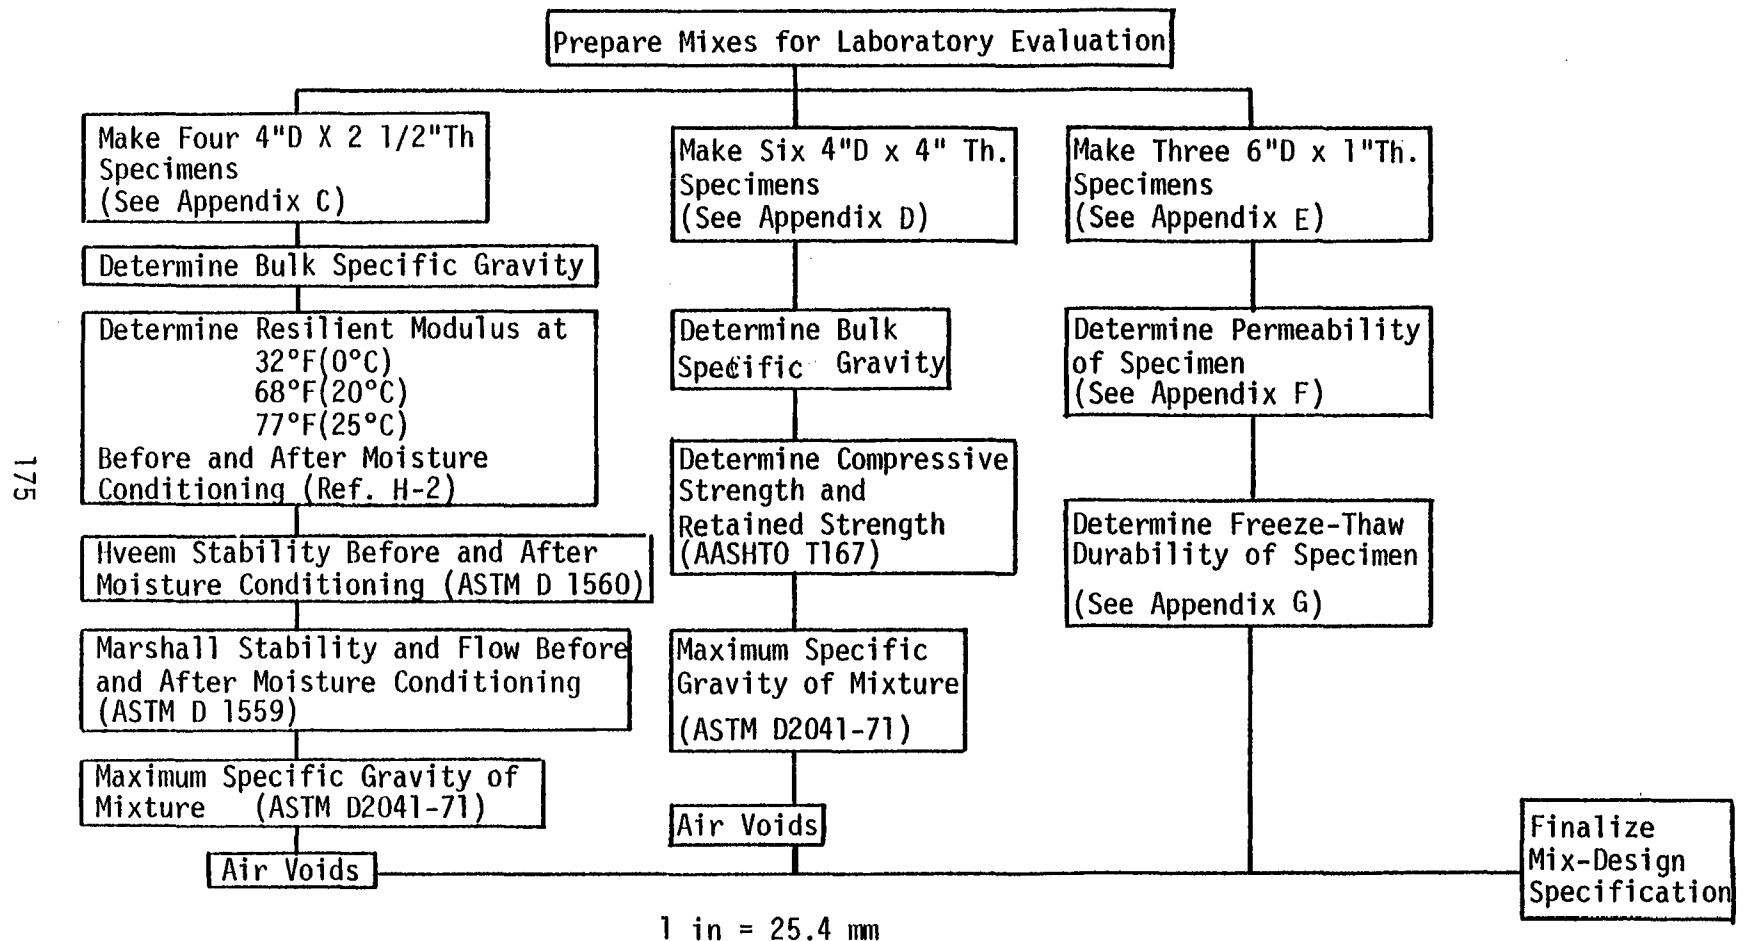 Prepare Mixes for Laboratory Evaluation
Make Four 4"D X 2 1/2"Th
Specimens
(See Appendix C)
Determine Bulk Specific Gravity
Determine Resilient Modulus at
32°F(0°C)
68°F(20°C)
77°F(25°C)
Before and After Moisture
Conditioning (Ref. H-2)
Hveem Stability Before and After
Moisture Conditioning (ASTM D 1560)
Marshall Stability and Flow Before
and After Moisture Conditioning
(ASTM D 1559)
Maximum Specific Gravity of
Mixture (ASTM D2041-71)
Air Voids
Make Six 4"D x 4" Th.
Specimens
(See Appendix D)
Determine Bulk
Specific Gravity
Determine Compressive
Strength and
Retained Strength
(AASHTO T167)
Maximum Specific
Gravity of Mixture
(ASTM D2041-71)
Air Voids
Make Three 6"D x 1"Th.
Specimens
(See Appendix E)
Determine Permeability
of Specimen
(See Appendix F)
Determine Freeze-Thaw
Durability of Specimen
(See Appendix G)
Finalize
Mix-Design
Specification
1 in = 25.4 mm
175